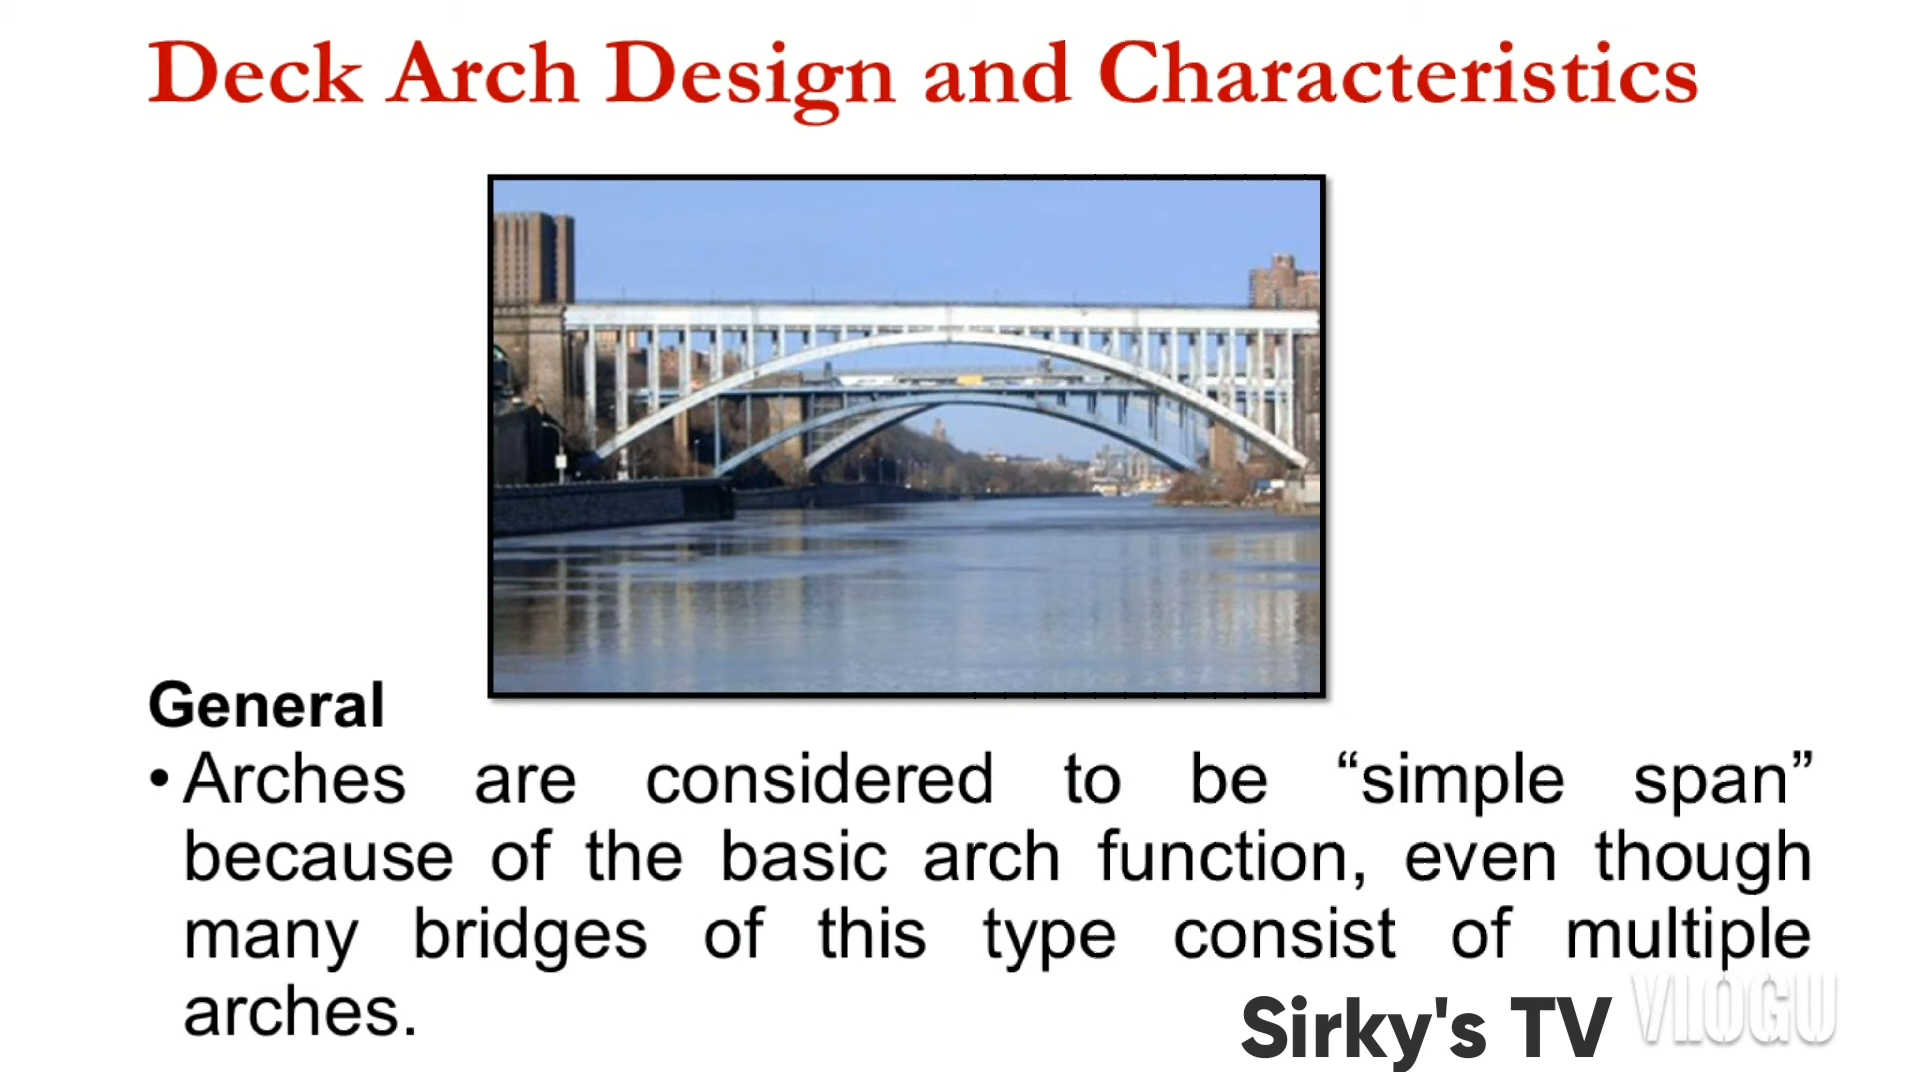 Deck Arch Design and Characteristics
General
• Arches are considered to be “simple span”
because of the basic arch function, even though
many bridges of this type consist of multiple
arches.
Sirky's TV
VLOGU